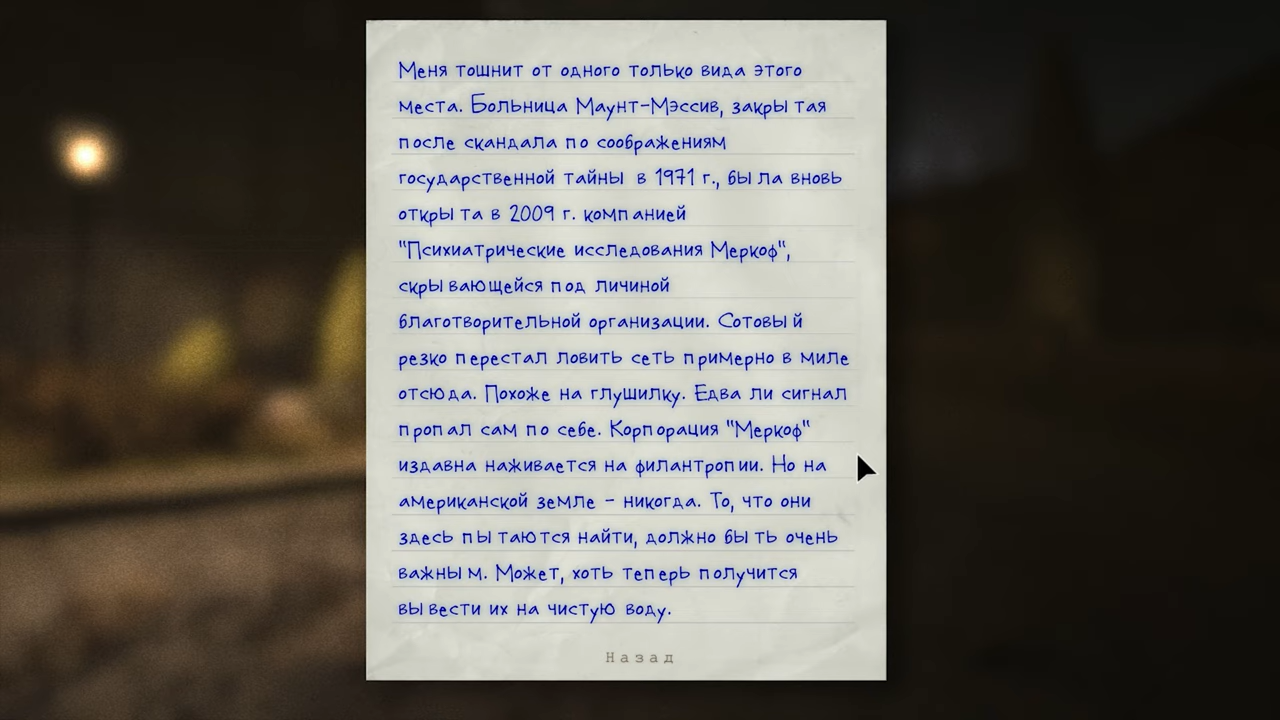 Меня тошнит от одного только вида этого
места. Больница Маунт-Мэссив, закрытая
после скандала по соображениям
государственной тайны в 1971 г., была вновь
открыта в 2009 г. компанией
"Психиатрические исследования Меркоф",
скрывающейся под личиной
благотворительной организации. Сотовый
резко перестал ловить сеть примерно в миле
отсюда. Похоже на глушилку. Едва ли сигнал
пропал сам по себе. Корпорация "Меркоф"
издавна наживается на филантропии. Но на
американской земле - никогда. То, что они
здесь пытаются найти, должно быть очень
важным. Может, хоть теперь получится
вывести их на чистую воду.
Назад